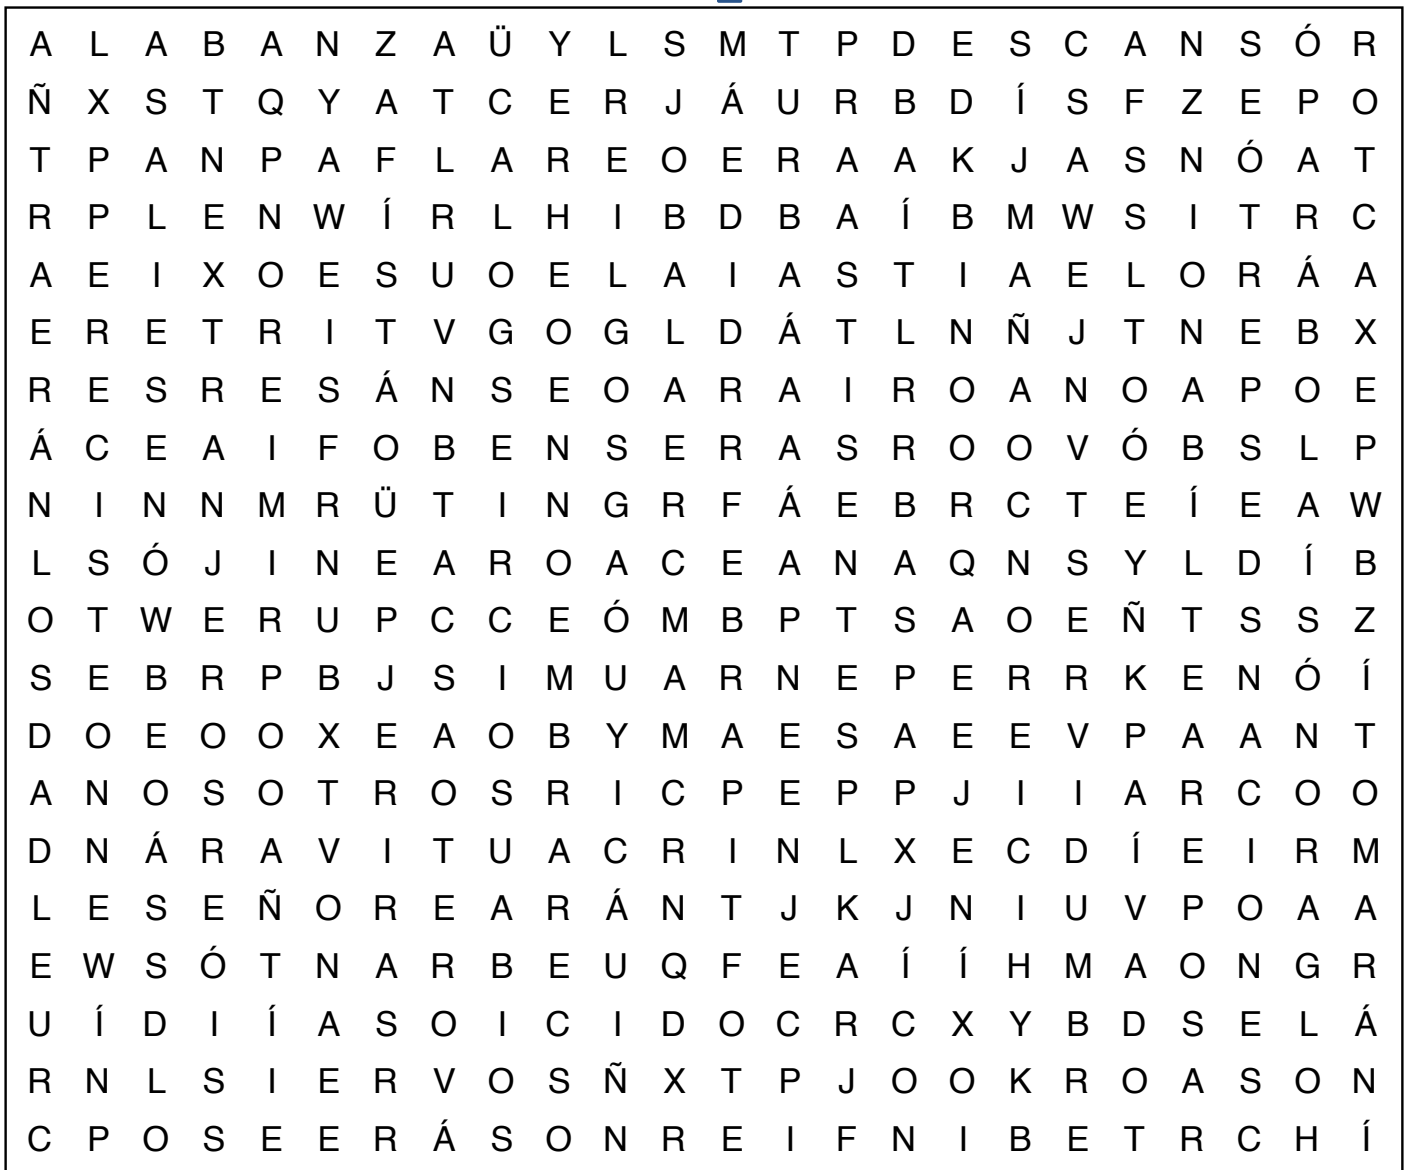 A L A B A N Z A Ü Y L S M T P D E S C A N S Ó R
Ñ X S T Q Y A T C E R J Á U R B D Í S F Z E P O
T P A N P A F L A R E O E R A A K J A S N Ó A T
R P L E N W Í R L H I B D B A Í B M W S I T R C
A E I X O E S U O E L A I A S T I A E L O R Á A
E R E T R I T V G O G L D Á T L N Ñ J T N E B X
R E S R E S Á N S E O A R A I R O A N O A P O E
Á C E A I F O B E N S E R A S R O O V Ó B S L P
N I N N M R Ü T I N G R F Á E B R C T E Í E A W
L S Ó J I N E A R O A C E A N A Q N S Y L D Í B
O T W E R U P C C E Ó M B P T S A O E Ñ T S S Z
S E B R P B J S I M U A R N E P E R R K E N Ó Í
D O E O O X E A O B Y M A E S A E E V P A A N T
A N O S O T R O S R I C P E P P J I I A R C O O
D N Á R A V I T U A C R I N L X E C D Í E I R M
L E S E Ñ O R E A R Á N T J K J N I U V P O A A
E W S Ó T N A R B E U Q F E A Í Í H M A O N G R
U Í D I Í A S O I C I D O C R C X Y B D S E L Á
R N L S I E R V O S Ñ X T P J O O K R O A S O N
C P O S E E R Á S O N R E I F N I B E T R C H Í